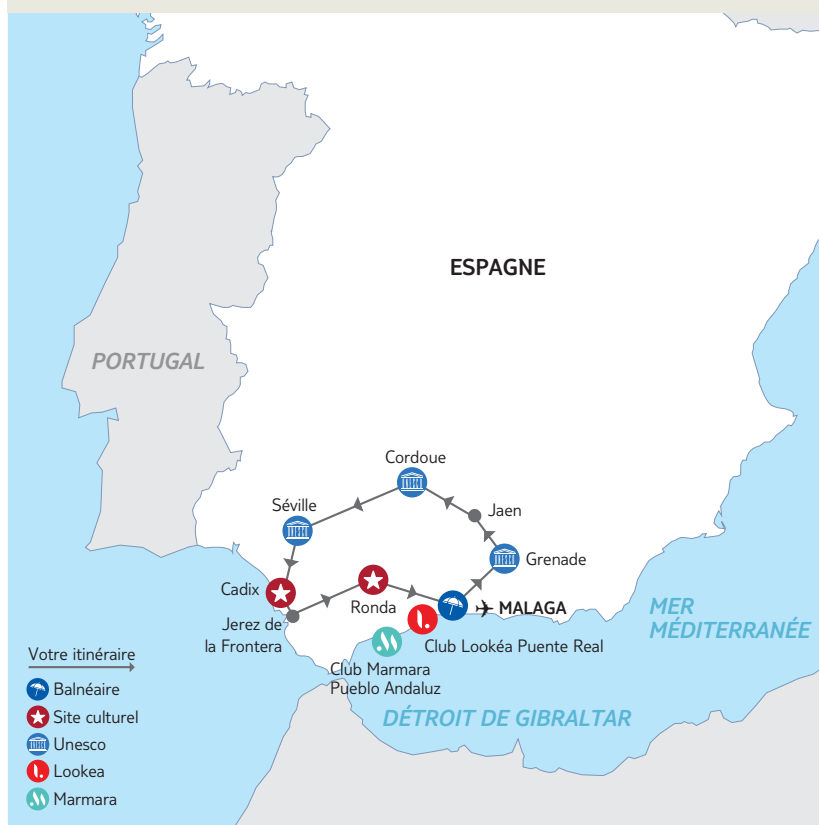 ESPAGNE
PORTUGAL
Cordoue
Séville
Jaen
Grenade
Cadix
Ronda
MALAGA
Jerez de
la Frontera
Club Lookéa Puente Real
Club Marmara
Pueblo Andaluz
MER
MÉDITERRANÉE
DÉTROIT DE GIBRALTAR
Votre itinéraire
Balnéaire
Site culturel
Unesco
Lookea
Marmara